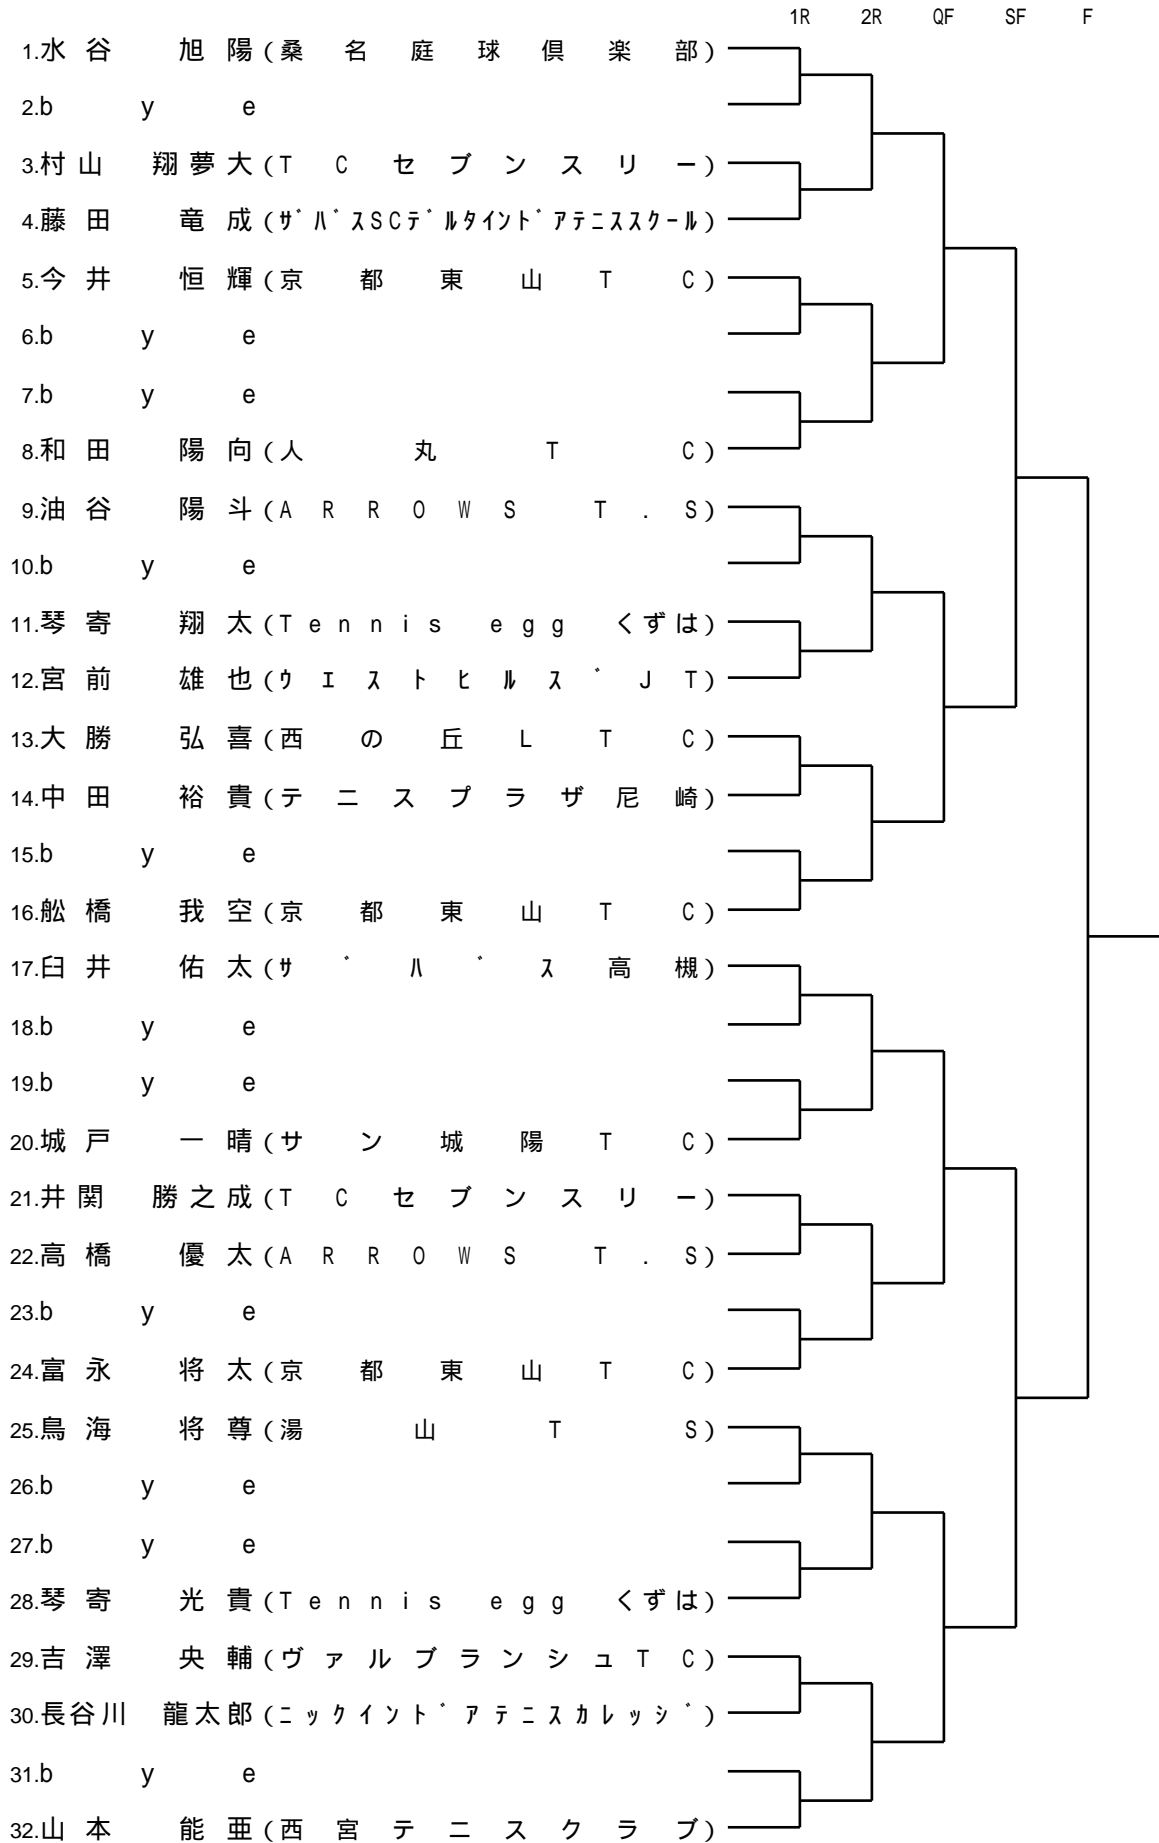 1R 2R QF SF F
1.水谷 旭陽(桑名庭球倶楽部)
2.bye
3.村山 翔夢大(TCセブンスリー)
4.藤田 竜成(ｻﾞﾊﾞｽSCﾃﾞﾙﾀｲﾝﾄﾞｱﾃﾆｽｽｸｰﾙ)
5.今井 恒輝(京都東山TC)
6.bye
7.bye
8.和田 陽向(人丸TC)
9.油谷 陽斗(ARROWS T.S)
10.bye
11.琴寄 翔太(Tennis egg くずは)
12.宮前 雄也(ｳｴｽﾄﾋﾙｽﾞJT)
13.大勝 弘喜(西の丘LTC)
14.中田 裕貴(テニスプラザ尼崎)
15.bye
16.舩橋 我空(京都東山TC)
17.臼井 佑太(ｻﾞﾊﾞｽ高槻)
18.bye
19.bye
20.城戸 一晴(サン城陽TC)
21.井関 勝之成(TCセブンスリー)
22.高橋 優太(ARROWS T.S)
23.bye
24.富永 将太(京都東山TC)
25.鳥海 将尊(湯山TS)
26.bye
27.bye
28.琴寄 光貴(Tennis egg くずは)
29.吉澤 央輔(ヴァルブランシュTC)
30.長谷川 龍太郎(ﾆｯｸｲﾝﾄﾞｱﾃﾆｽｶﾚｯｼﾞ)
31.bye
32.山本 能亜(西宮テニスクラブ)